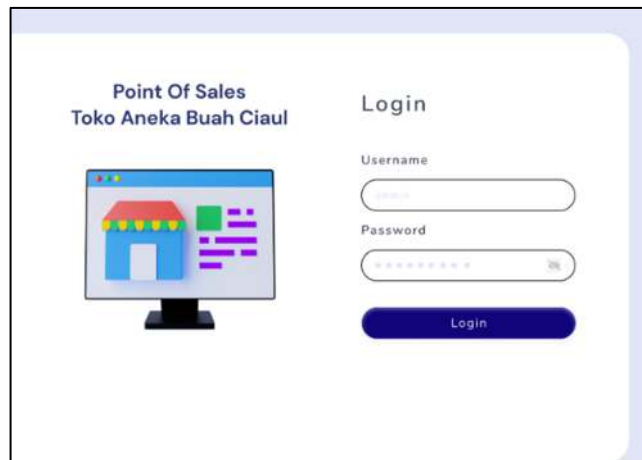 Point Of Sales
Toko Aneka Buah Ciaul
Login
Username
Password
Login